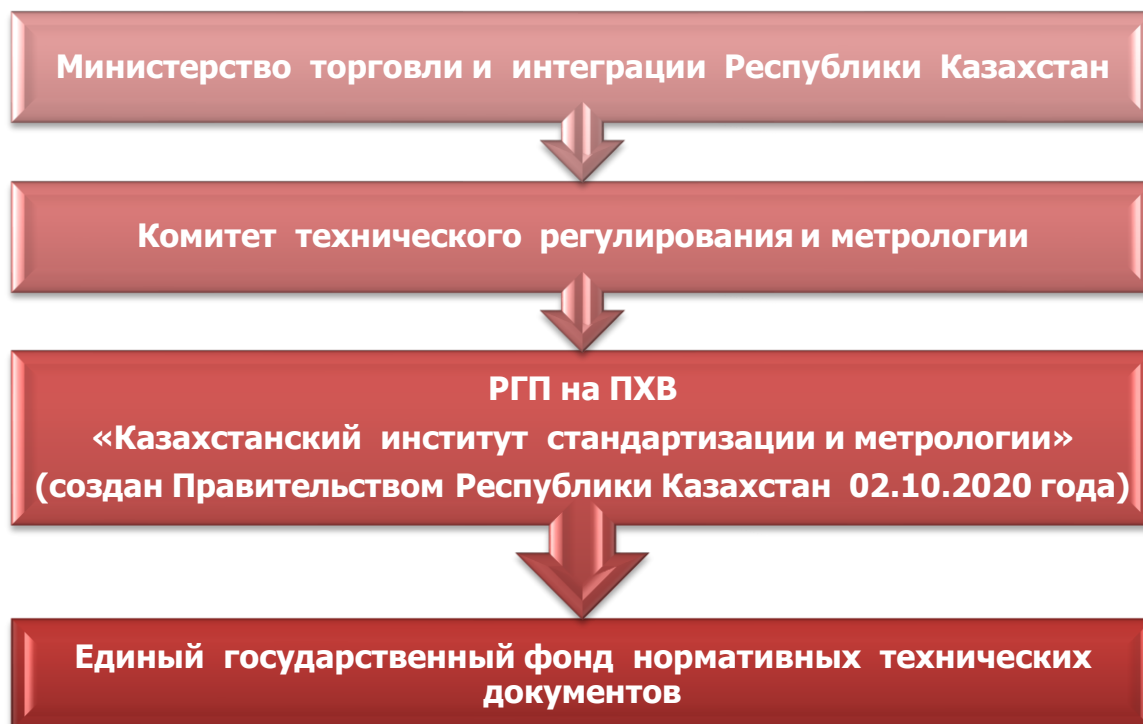 Министерство торговли и интеграции Республики Казахстан
Комитет технического регулирования и метрологии
РГП на ПХВ
«Казахстанский институт стандартизации и метрологии»
(создан Правительством Республики Казахстан 02.10.2020 года)
Единый государственный фонд нормативных технических
документов